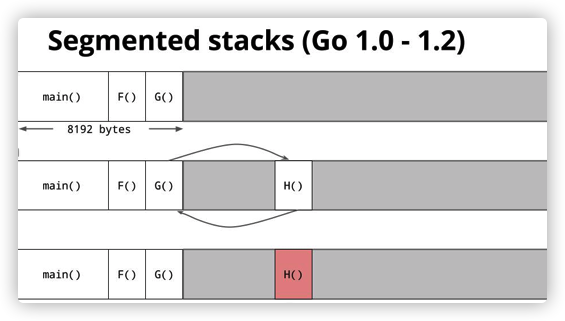 Segmented stacks (Go 1.0 - 1.2)
main() F() G()
8192 bytes
main() F() G() H()
main() F() G() H()